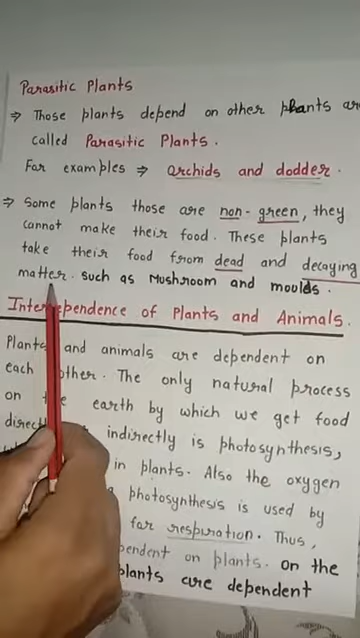 Parasitic Plants
⇒ Those plants depend on other plants are
called Parasitic Plants.
For examples ⇒ orchids and dodder.
⇒ Some plants those are non-green, they
cannot make their food. These plants
take their food from dead and decaying
matter. such as Mushroom and moulds.
Interdependence of Plants and Animals.
Plants and animals are dependent on
each other. The only natural process
on the earth by which we get food
directly indirectly is photosynthesis,
in plants. Also the oxygen
photosynthesis is used by
for respiration. Thus,
pendent on plants. on the
plants are dependent